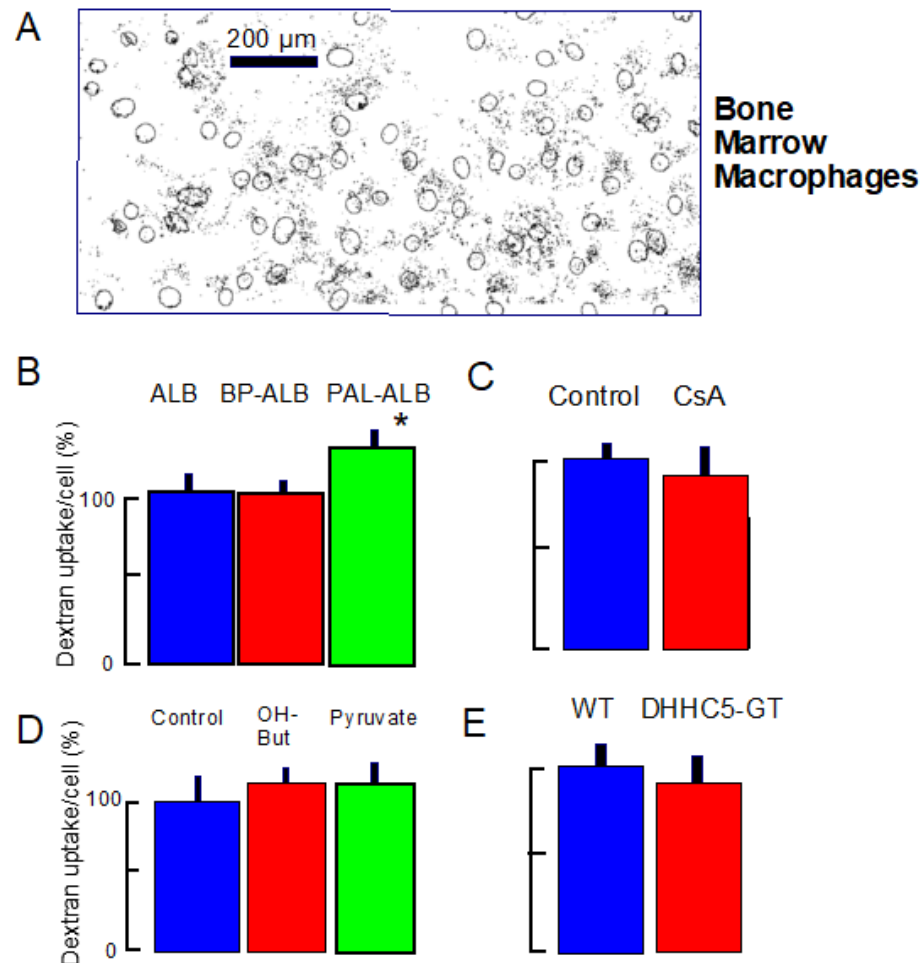 A
200 µm
Bone
Marrow
Macrophages
B
ALB BP-ALB PAL-ALB
*
Dextran uptake/cell (%)
100
0
C
Control CsA
D
Control OH-But Pyruvate
Dextran uptake/cell (%)
100
0
E
WT DHHC5-GT